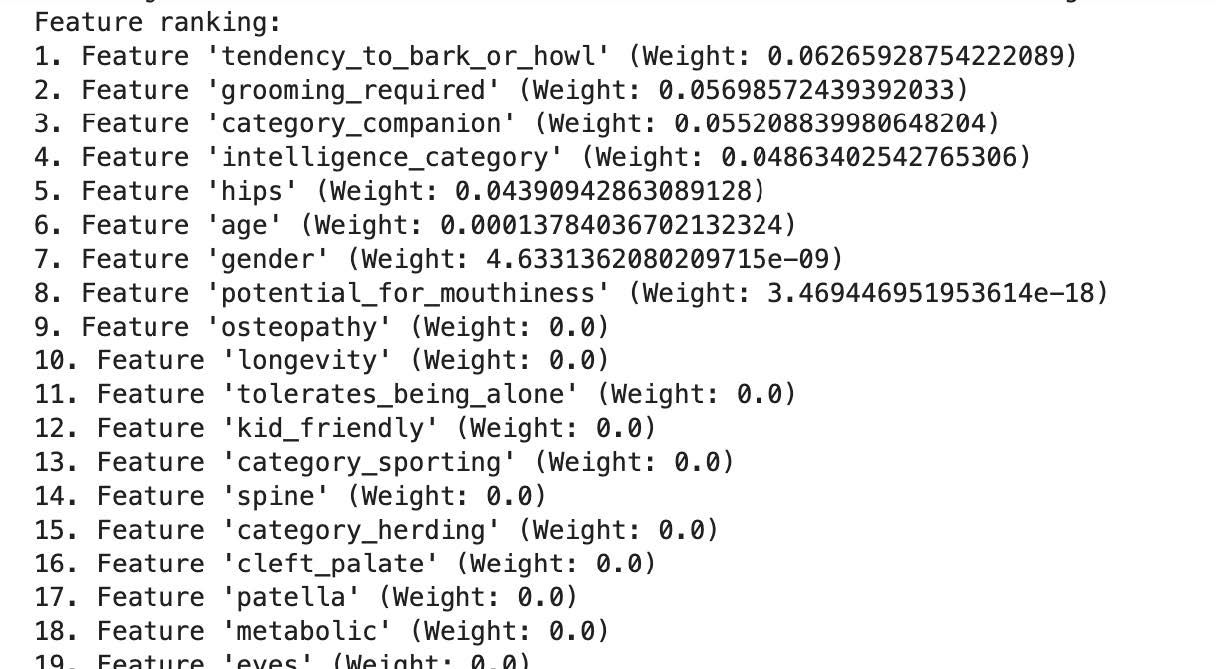 Feature ranking:
1. Feature 'tendency_to_bark_or_howl' (Weight: 0.06265928754222089)
2. Feature 'grooming_required' (Weight: 0.05698572439392033)
3. Feature 'category_companion' (Weight: 0.055208839980648204)
4. Feature 'intelligence_category' (Weight: 0.04863402542765306)
5. Feature 'hips' (Weight: 0.04390942863089128)
6. Feature 'age' (Weight: 0.00013784036702132324)
7. Feature 'gender' (Weight: 4.6331362080209715e-09)
8. Feature 'potential_for_mouthiness' (Weight: 3.469446951953614e-18)
9. Feature 'osteopathy' (Weight: 0.0)
10. Feature 'longevity' (Weight: 0.0)
11. Feature 'tolerates_being_alone' (Weight: 0.0)
12. Feature 'kid_friendly' (Weight: 0.0)
13. Feature 'category_sporting' (Weight: 0.0)
14. Feature 'spine' (Weight: 0.0)
15. Feature 'category_herding' (Weight: 0.0)
16. Feature 'cleft_palate' (Weight: 0.0)
17. Feature 'patella' (Weight: 0.0)
18. Feature 'metabolic' (Weight: 0.0)
19. Feature 'eyes' (Weight: 0.0)